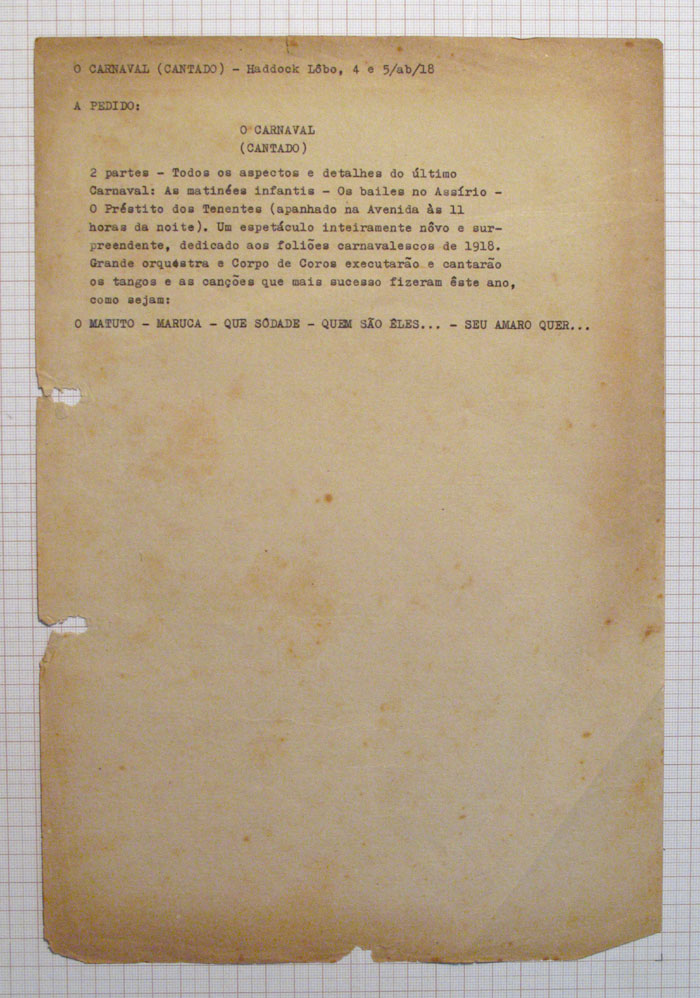 O CARNAVAL (CANTADO) - Haddock Lôbo, 4 e 5/ab/18
A PEDIDO:
O CARNAVAL
(CANTADO)
2 partes - Todos os aspectos e detalhes do último
Carnaval: As matinées infantis - Os bailes no Assírio -
O Préstito dos Tenentes (apanhado na Avenida às 11
horas da noite). Um espetáculo inteiramente nôvo e sur-
preendente, dedicado aos foliões carnavalescos de 1918.
Grande orquestra e Corpo de Coros executarão e cantarão
os tangos e as canções que mais sucesso fizeram êste ano,
como sejam:
O MATUTO - MARUCA - QUE SÔDADE - QUEM SÃO ÊLES... - SEU AMARO QUER...